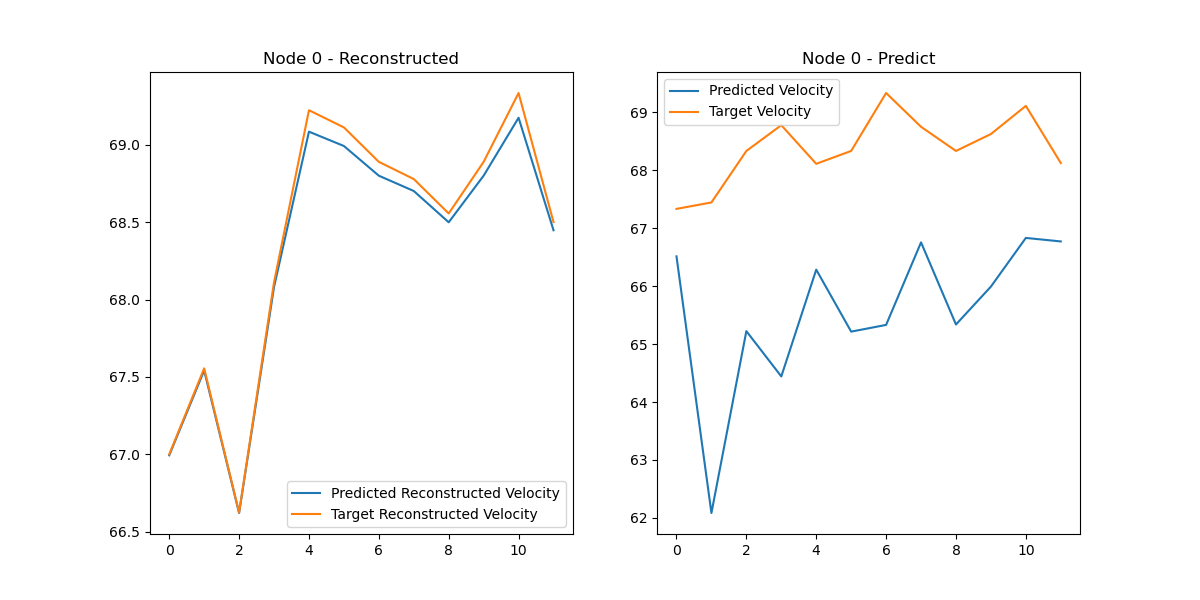 Node 0 - Reconstructed
69.0
68.5
68.0
67.5
67.0
66.5
0 2 4 6 8 10
Predicted Reconstructed Velocity
Target Reconstructed Velocity
Node 0 - Predict
Predicted Velocity
Target Velocity
69
68
67
66
65
64
63
62
0 2 4 6 8 10